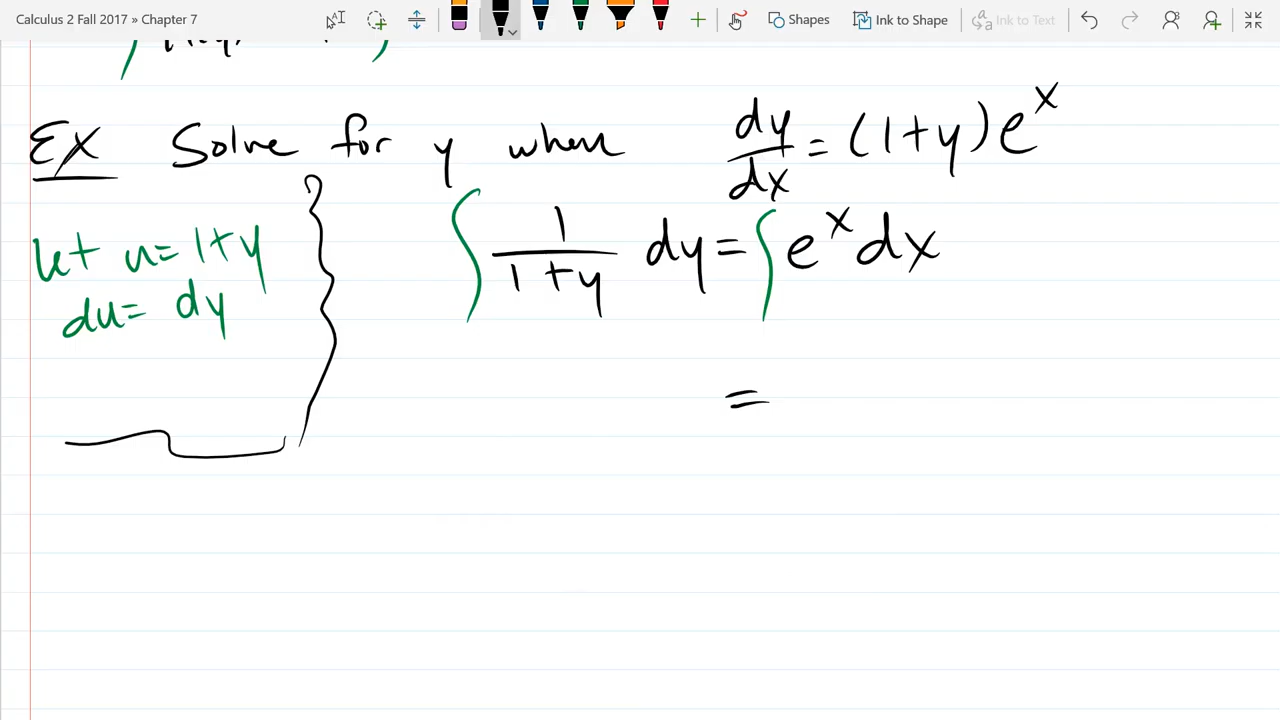 Calculus 2 Fall 2017 » Chapter 7
Shapes
Ink to Shape
Ink to Text
EX Solve for y when dy/dx = (1+y)e^x
let u = 1+y
du = dy
∫ 1/(1+y) dy = ∫ e^x dx
=